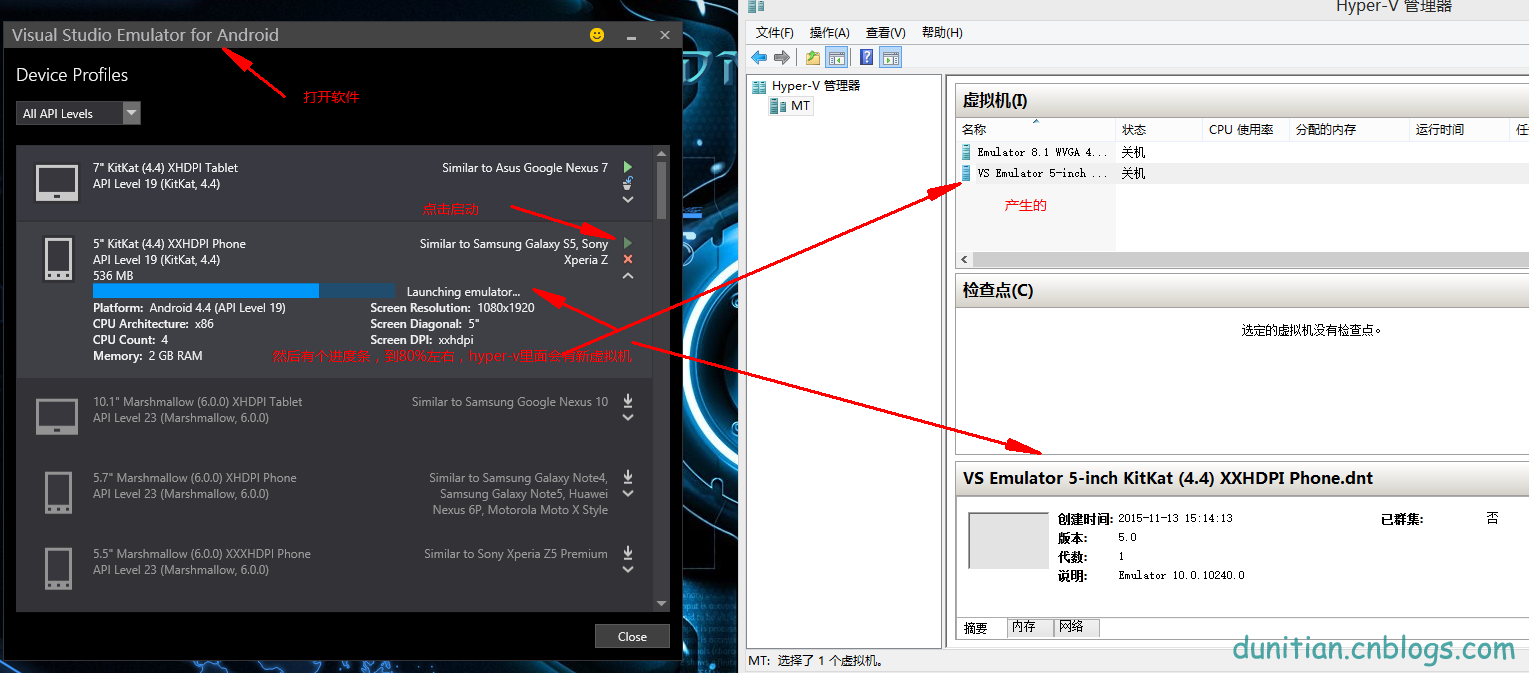 Visual Studio Emulator for Android
打开软件
Device Profiles
All API Levels
7" KitKat (4.4) XHDPI Tablet
Similar to Asus Google Nexus 7
API Level 19 (KitKat, 4.4)
点击启动
5" KitKat (4.4) XXHDPI Phone
Similar to Samsung Galaxy S5, Sony
API Level 19 (KitKat, 4.4)
Xperia Z
536 MB
Launching emulator...
Platform: Android 4.4 (API Level 19)
Screen Resolution: 1080x1920
CPU Architecture: x86
Screen Diagonal: 5"
CPU Count: 4
Screen DPI: xxhdpi
Memory: 2 GB RAM
然后有个进度条，到80%左右，hyper-v里面会有新虚拟机
10.1" Marshmallow (6.0.0) XHDPI Tablet
Similar to Samsung Google Nexus 10
API Level 23 (Marshmallow, 6.0.0)
5.7" Marshmallow (6.0.0) XHDPI Phone
Similar to Samsung Galaxy Note4,
API Level 23 (Marshmallow, 6.0.0)
Samsung Galaxy Note5, Huawei
Nexus 6P, Motorola Moto X Style
5.5" Marshmallow (6.0.0) XXXHDPI Phone
Similar to Sony Xperia Z5 Premium
API Level 23 (Marshmallow, 6.0.0)
Close
Hyper-V 管理器
文件(F) 操作(A) 查看(V) 帮助(H)
Hyper-V 管理器
MT
虚拟机(I)
名称 状态 CPU 使用率 分配的内存 运行时间 任
Emulator 8.1 WVGA 4... 关机
VS Emulator 5-inch ... 关机
产生的
检查点(C)
选定的虚拟机没有检查点。
VS Emulator 5-inch KitKat (4.4) XXHDPI Phone.dnt
创建时间: 2015-11-13 15:14:13 已群集: 否
版本: 5.0
代数: 1
说明: Emulator 10.0.10240.0
摘要 内存 网络
MT: 选择了 1 个虚拟机。
dunitian.cnblogs.com